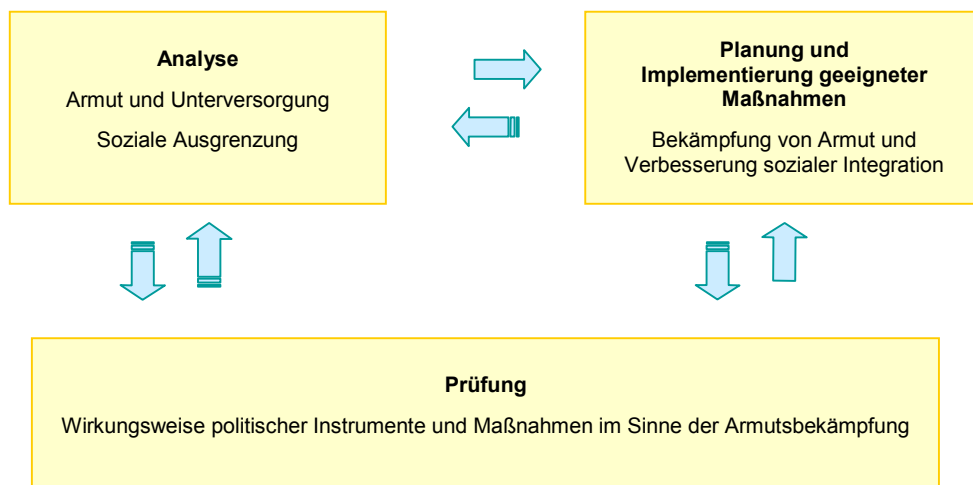 Analyse
Armut und Unterversorgung
Soziale Ausgrenzung
Planung und
Implementierung geeigneter
Maßnahmen
Bekämpfung von Armut und
Verbesserung sozialer Integration
Prüfung
Wirkungsweise politischer Instrumente und Maßnahmen im Sinne der Armutsbekämpfung